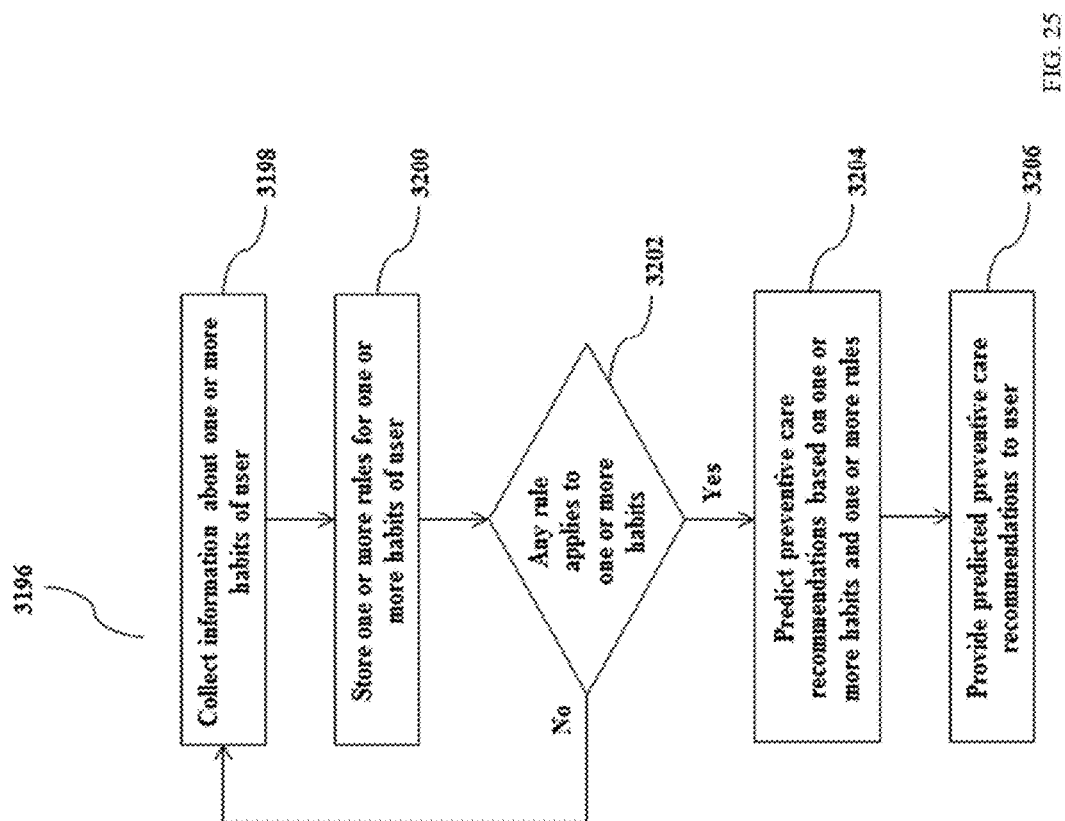 3196
Collect information about one or more
habits of user
3198
Store one or more rules for one or
more habits of user
3200
Any rule
applies to
one or more
habits
3202
No
Yes
Predict preventive care
recommendations based on one or
more habits and one or more rules
3204
Provide predicted preventive care
recommendations to user
3206
FIG. 25